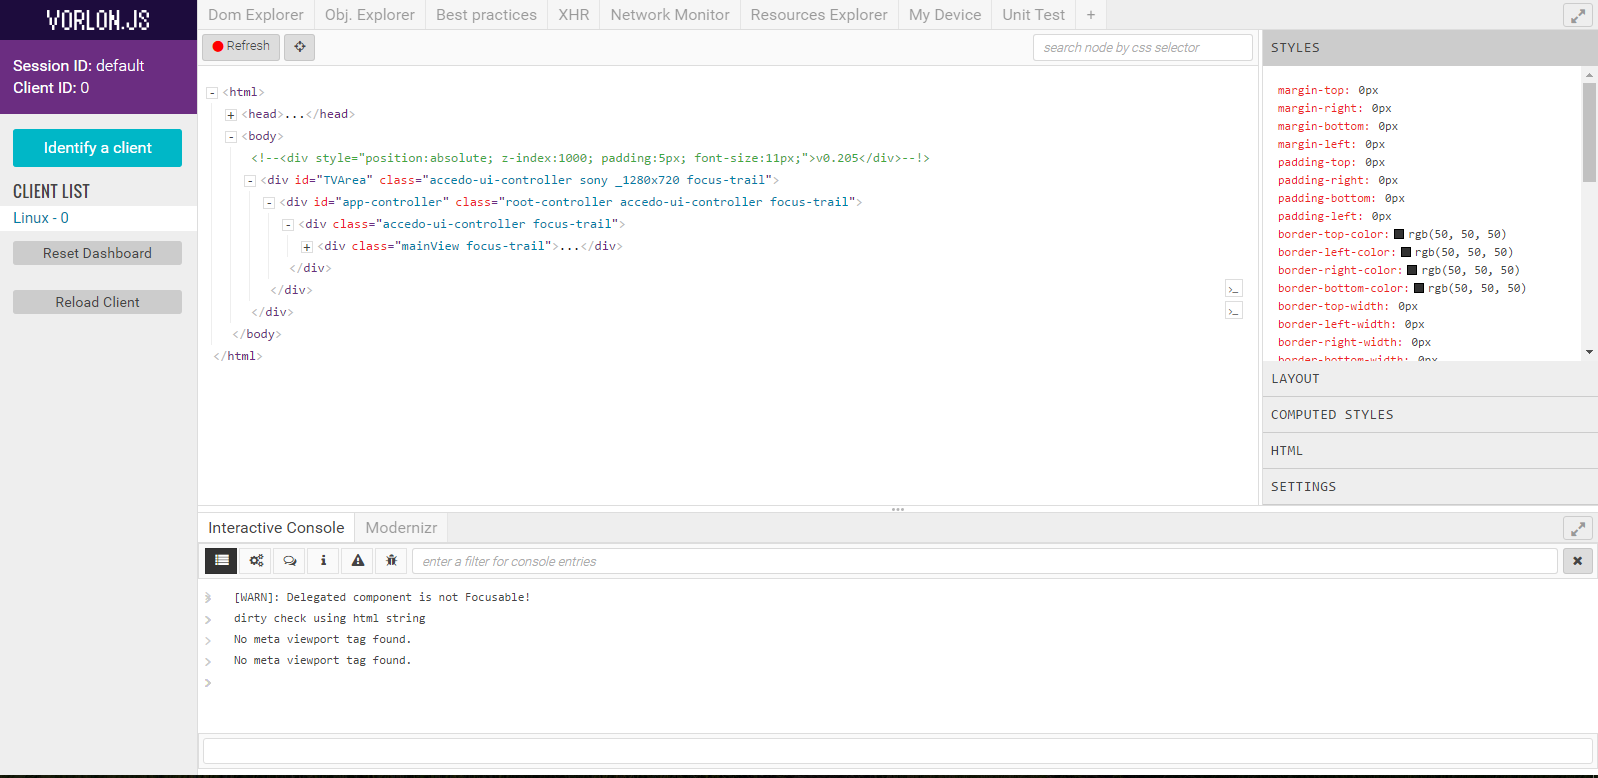 VORLON.JS
Session ID: default
Client ID: 0
Identify a client
CLIENT LIST
Linux - 0
Reset Dashboard
Reload Client
Dom Explorer Obj. Explorer Best practices XHR Network Monitor Resources Explorer My Device Unit Test +
Refresh
search node by css selector
- <html>
+ <head>...</head>
- <body>
<!--<div style="position:absolute; z-index:1000; padding:5px; font-size:11px;">v0.205</div>--!>
- <div id="TVArea" class="accedo-ui-controller sony _1280x720 focus-trail">
- <div id="app-controller" class="root-controller accedo-ui-controller focus-trail">
- <div class="accedo-ui-controller focus-trail">
+ <div class="mainView focus-trail">...</div>
</div>
</div>
>_
</div>
>_
</body>
</html>
STYLES
margin-top: 0px
margin-right: 0px
margin-bottom: 0px
margin-left: 0px
padding-top: 0px
padding-right: 0px
padding-bottom: 0px
padding-left: 0px
border-top-color: rgb(50, 50, 50)
border-left-color: rgb(50, 50, 50)
border-right-color: rgb(50, 50, 50)
border-bottom-color: rgb(50, 50, 50)
border-top-width: 0px
border-left-width: 0px
border-right-width: 0px
border-bottom-width: 0px
LAYOUT
COMPUTED STYLES
HTML
SETTINGS
Interactive Console Modernizr
enter a filter for console entries
[WARN]: Delegated component is not Focusable!
dirty check using html string
No meta viewport tag found.
No meta viewport tag found.